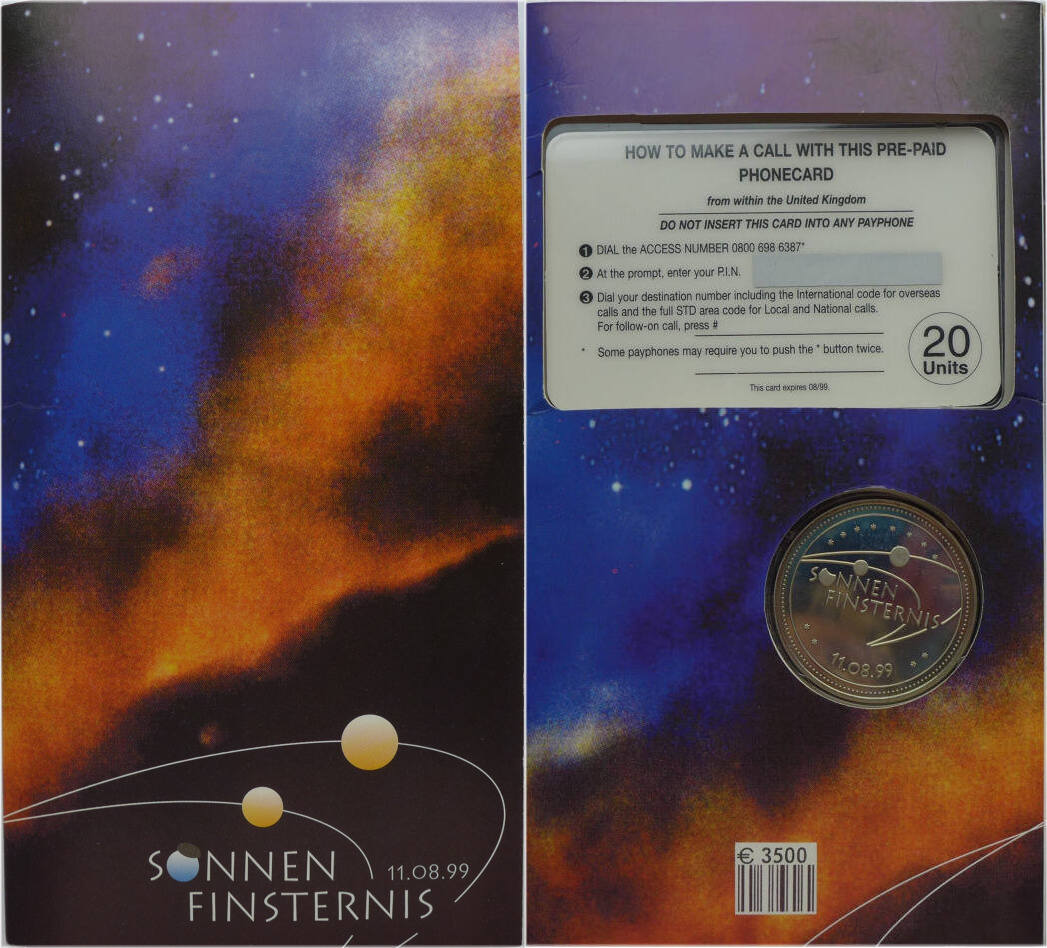 SONNEN
FINSTERNIS
11.08.99
HOW TO MAKE A CALL WITH THIS PRE-PAID
PHONECARD
from within the United Kingdom
DO NOT INSERT THIS CARD INTO ANY PAYPHONE
1 DIAL the ACCESS NUMBER 0800 698 6387*
2 At the prompt, enter your P.I.N.
3 Dial your destination number including the International code for overseas
calls and the full STD area code for Local and National calls.
For follow-on call, press #
* Some payphones may require you to push the * button twice.
20
Units
This card expires 08/99.
SONNEN
FINSTERNIS
11.08.99
€ 3500